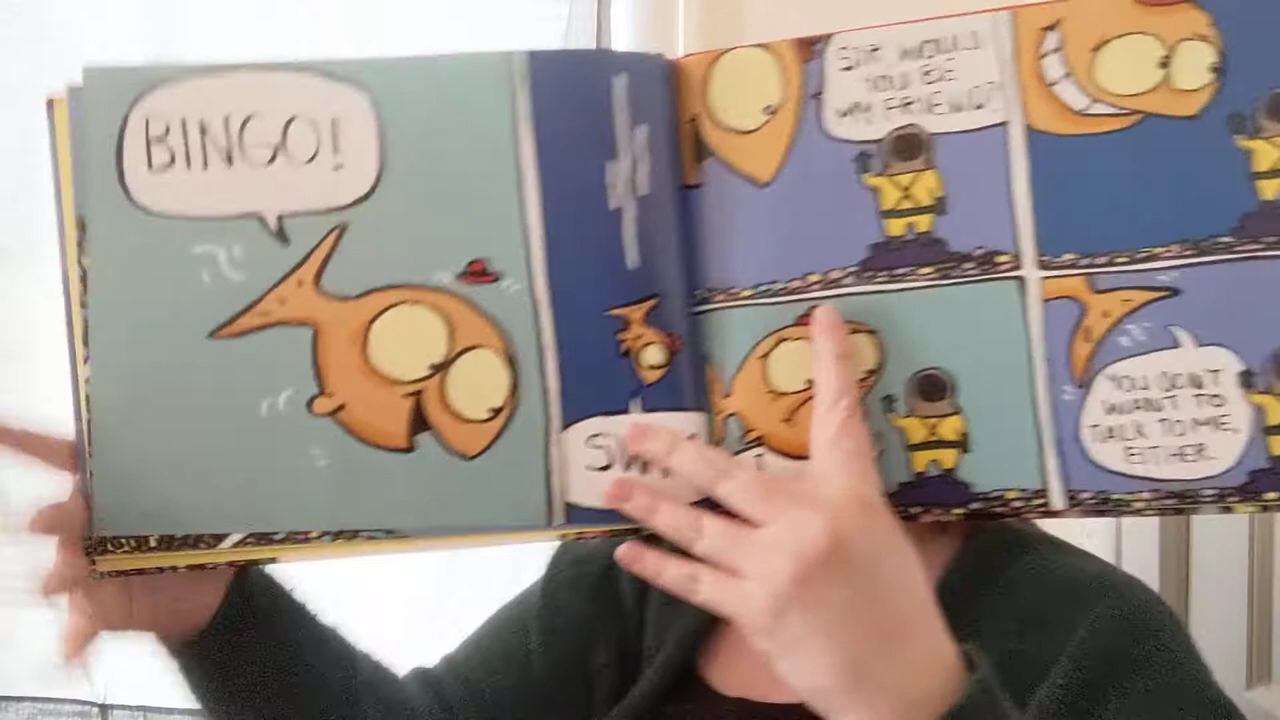 BINGO!
SIR, WOULD
YOU BE
MY FRIEND?
YOU DON'T
WANT TO
TALK TO ME,
EITHER.